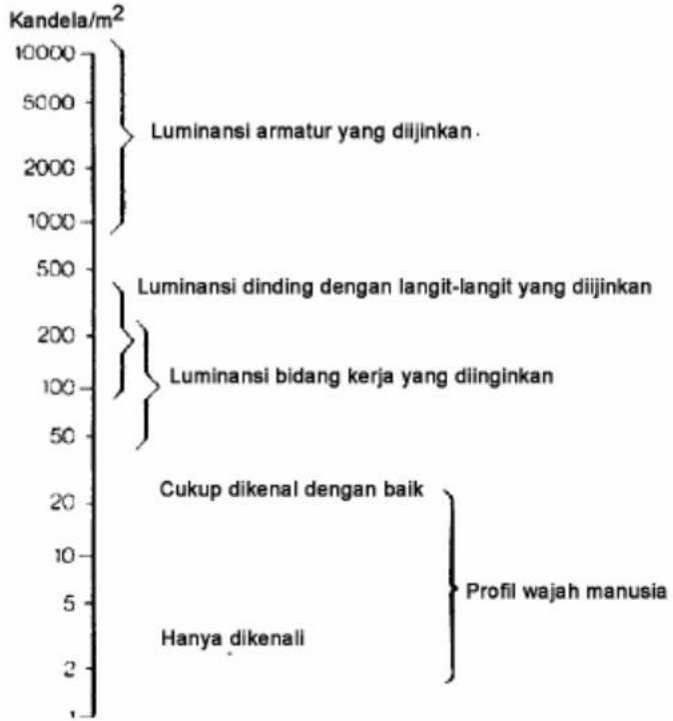 Kandela/m²
10000
5000
Luminansi armatur yang diijinkan
2000
1000
500
Luminansi dinding dengan langit-langit yang diijinkan
200
Luminansi bidang kerja yang diinginkan
100
50
Cukup dikenal dengan baik
20
10
Profil wajah manusia
5
Hanya dikenali
2
1